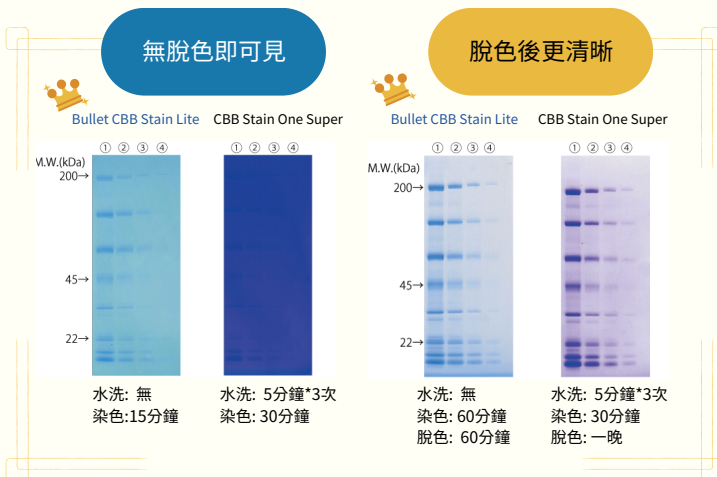 無脫色即可見
脫色後更清晰
Bullet CBB Stain Lite
CBB Stain One Super
Bullet CBB Stain Lite
CBB Stain One Super
① ② ③ ④
① ② ③ ④
① ② ③ ④
① ② ③ ④
M.W.(kDa)
200→
45→
22→
M.W.(kDa)
200→
45→
22→
水洗: 無
染色:15分鐘
水洗: 5分鐘*3次
染色: 30分鐘
水洗: 無
染色: 60分鐘
脫色: 60分鐘
水洗: 5分鐘*3次
染色: 30分鐘
脫色: 一晚